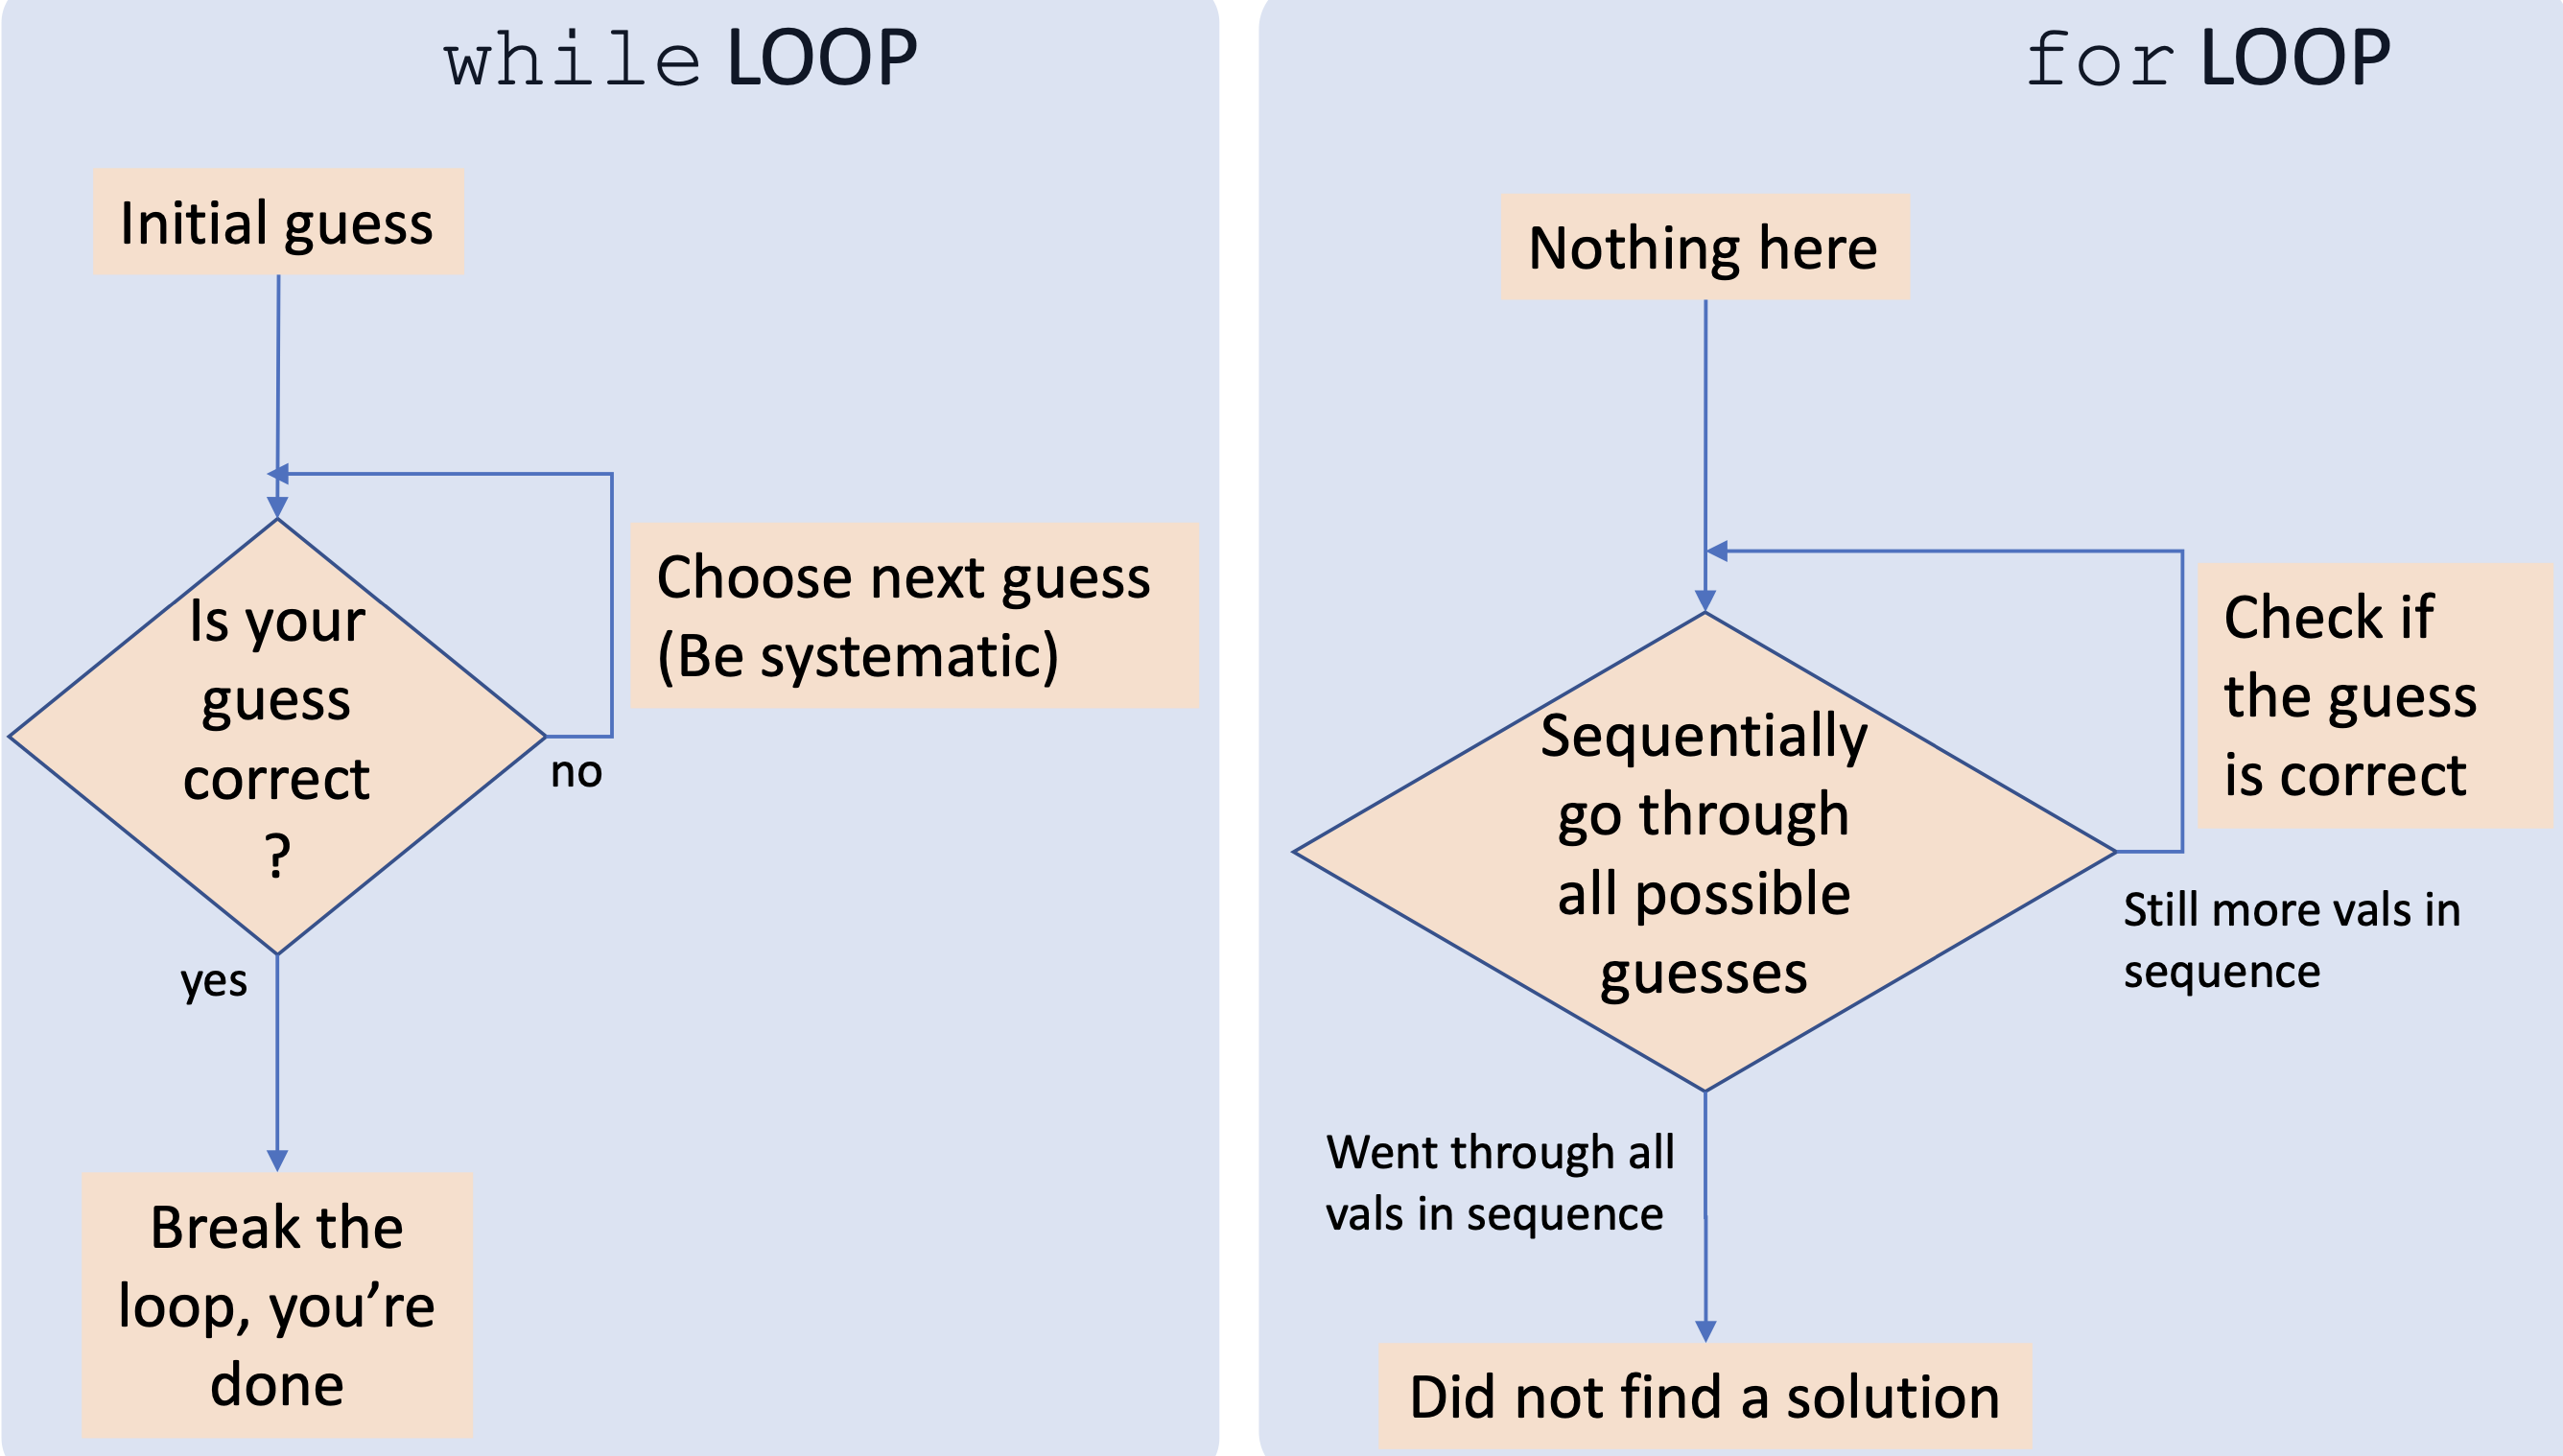 while LOOP
Initial guess
Is your
guess
correct
?
no
Choose next guess
(Be systematic)
yes
Break the
loop, you’re
done
for LOOP
Nothing here
Sequentially
go through
all possible
guesses
Check if
the guess
is correct
Still more vals in
sequence
Went through all
vals in sequence
Did not find a solution